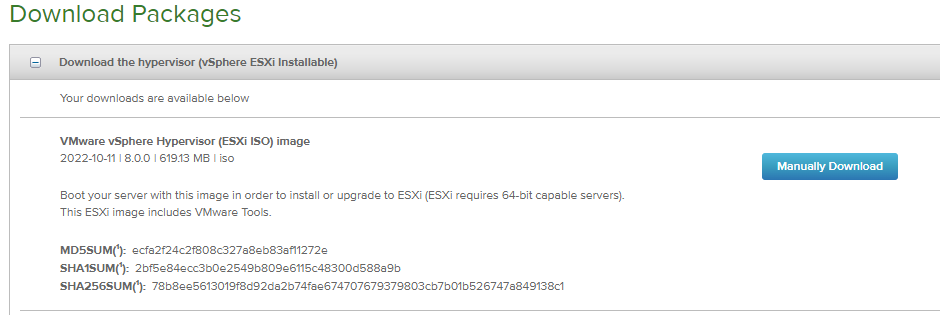 Download Packages
Download the hypervisor (vSphere ESXi Installable)
Your downloads are available below
VMware vSphere Hypervisor (ESXi ISO) image
2022-10-11 | 8.0.0 | 619.13 MB | iso
Manually Download
Boot your server with this image in order to install or upgrade to ESXi (ESXi requires 64-bit capable servers).
This ESXi image includes VMware Tools.
MD5SUM(¹): ecfa2f24c2f808c327a8eb83af11272e
SHA1SUM(¹): 2bf5e84ecc3b0e2549b809e6115c48300d588a9b
SHA256SUM(¹): 78b8ee5613019f8d92da2b74fae674707679379803cb7b01b526747a849138c1